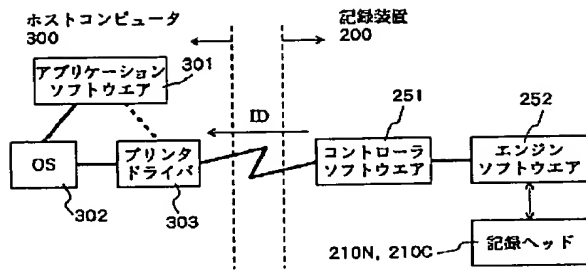 ホストコンピュータ
300
記録装置
200
アプリケーション
ソフトウエア
301
ID
251
252
OS
プリンタ
ドライバ
コントローラ
ソフトウエア
エンジン
ソフトウエア
302
303
210N, 210C
記録ヘッド